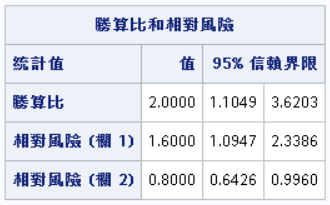 勝算比和相對風險
統計值 值 95% 信賴界限
勝算比 2.0000 1.1049 3.6203
相對風險 (欄 1) 1.6000 1.0947 2.3386
相對風險 (欄 2) 0.8000 0.6426 0.9960